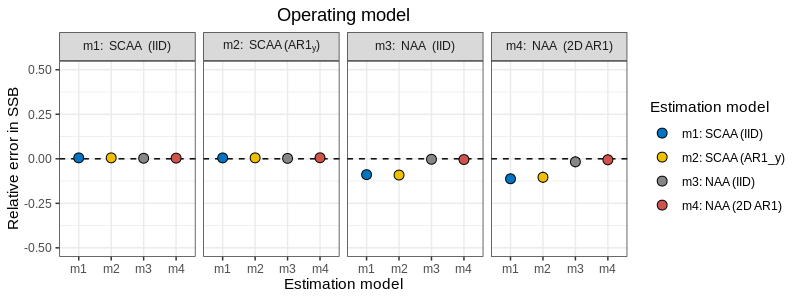 Operating model
m1: SCAA (IID) m2: SCAA (AR1y) m3: NAA (IID) m4: NAA (2D AR1)
Relative error in SSB
0.50
0.25
0.00
-0.25
-0.50
m1 m2 m3 m4 m1 m2 m3 m4 m1 m2 m3 m4 m1 m2 m3 m4
Estimation model
Estimation model
m1: SCAA (IID)
m2: SCAA (AR1_y)
m3: NAA (IID)
m4: NAA (2D AR1)